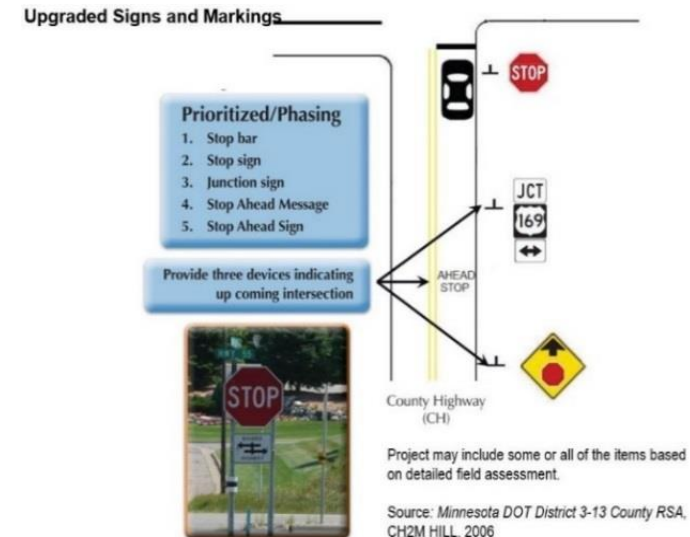 Upgraded Signs and Markings
STOP
Prioritized/Phasing
1. Stop bar
2. Stop sign
3. Junction sign
4. Stop Ahead Message
5. Stop Ahead Sign
JCT
169
Provide three devices indicating
up coming intersection
AHEAD
STOP
STOP
County Highway
(CH)
Project may include some or all of the items based
on detailed field assessment.
Source: Minnesota DOT District 3-13 County RSA,
CH2M HILL, 2006